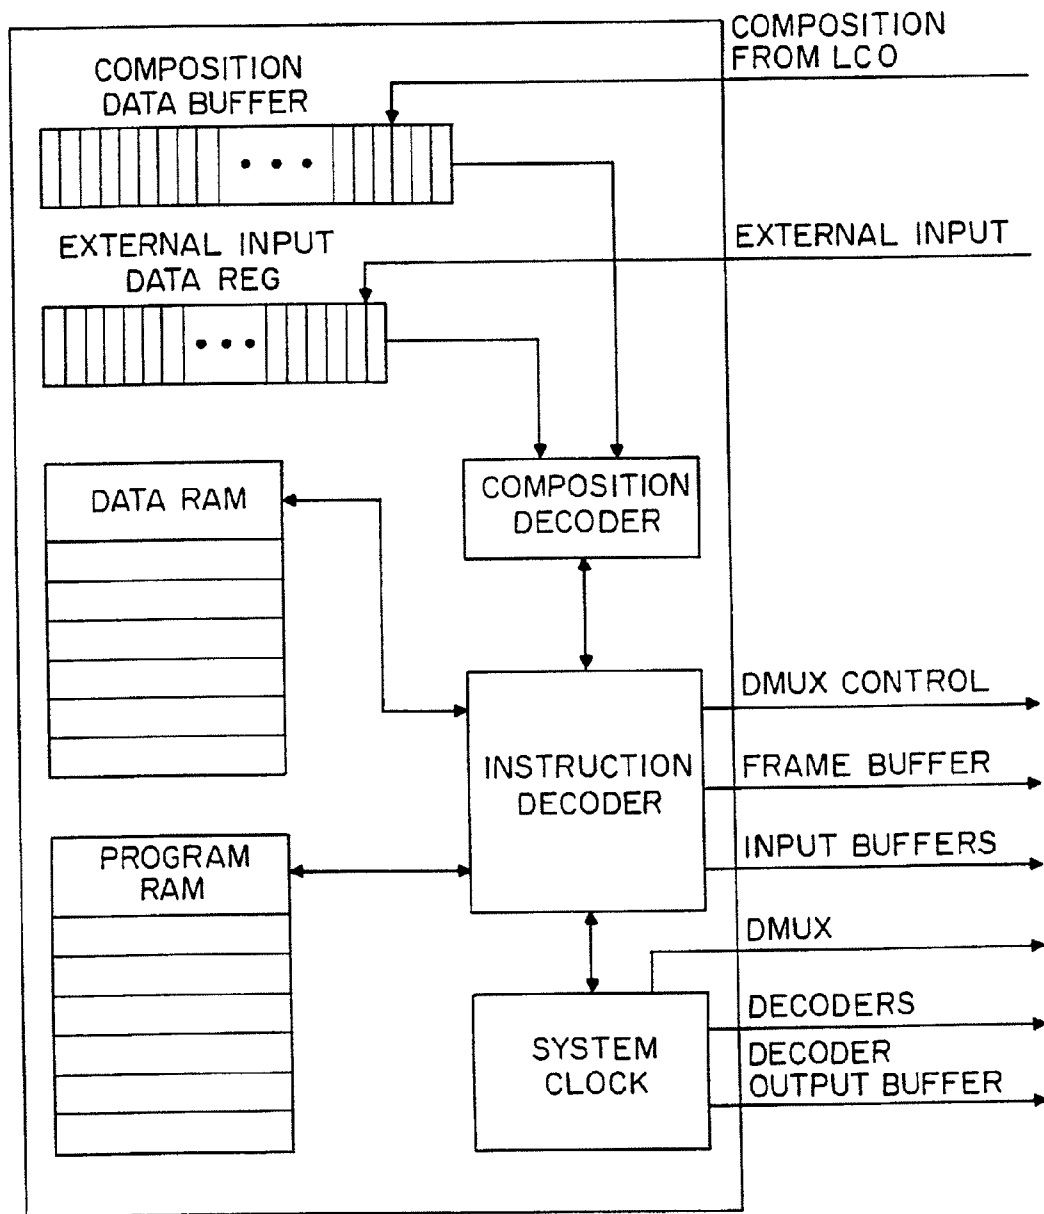 COMPOSITION
FROM LCO
COMPOSITION
DATA BUFFER
EXTERNAL INPUT
EXTERNAL INPUT
DATA REG
DATA RAM
COMPOSITION
DECODER
DMUX CONTROL
INSTRUCTION
DECODER
FRAME BUFFER
INPUT BUFFERS
PROGRAM
RAM
DMUX
DECODERS
SYSTEM
CLOCK
DECODER
OUTPUT BUFFER